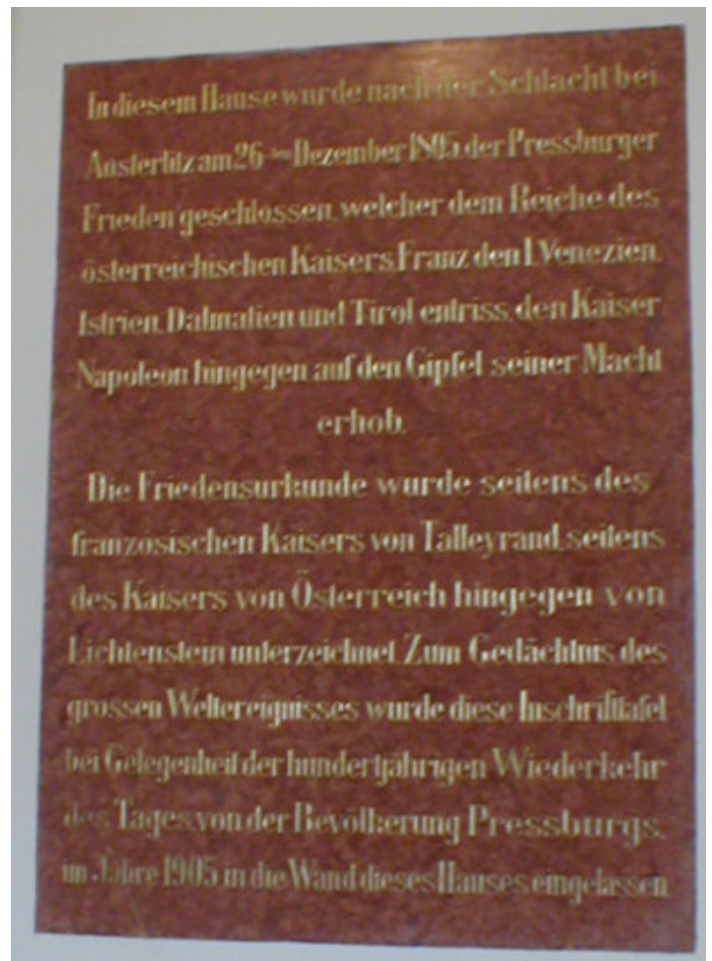 In diesem Hause wurde nach der Schlacht bei
Austerlitz am 26-ten Dezember 1805, der Pressburger
Frieden geschlossen, welcher dem Reiche des
österreichischen Kaisers, Franz den I. Venezien,
Istrien, Dalmatien und Tirol entriss, den Kaiser
Napoleon hingegen auf den Gipfel seiner Macht
erhob.
Die Friedensurkunde wurde seitens des
französischen Kaisers von Talleyrand, seitens
des Kaisers von Österreich hingegen von
Lichtenstein unterzeichnet. Zum Gedächtnis des
grossen Weltereignisses wurde diese Inschrifttafel
bei Gelegenheit der hundertjährigen Wiederkehr
des Tages, von der Bevölkerung Pressburgs,
im Jahre 1905 in die Wand dieses Hauses eingelassen.